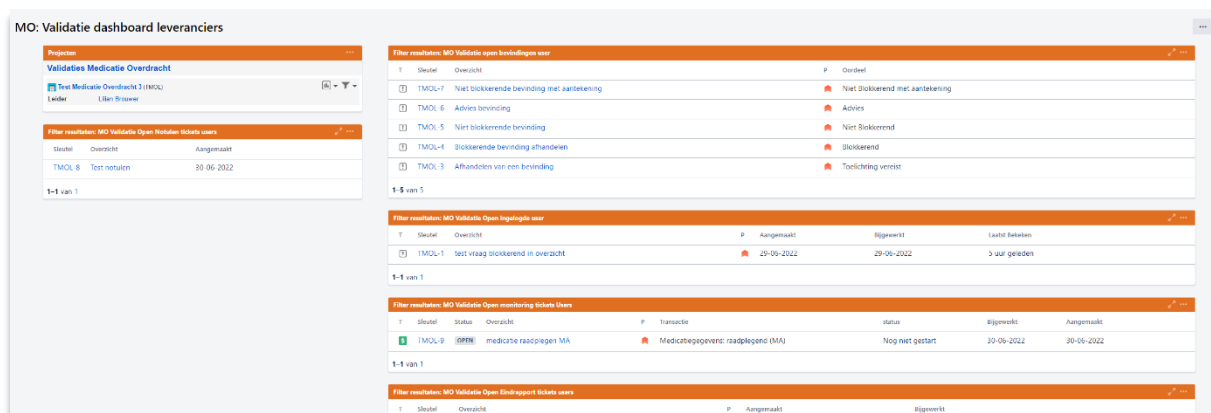 MO: Validatie dashboard leveranciers
Projecten
Validaties Medicatie Overdracht
Test Medicatie Overdracht 3 (TMOL)
Leider Lilian Brouwer
Filter resultaten: MO Validatie Open Notulen tickets users
Sleutel Overzicht Aangemaakt
TMOL-8 Test notulen 30-06-2022
1–1 van 1
Filter resultaten: MO Validatie open bevindingen user
T Sleutel Overzicht P Oordeel
TMOL-7 Niet blokkerende bevinding met aantekening Niet Blokkerend met aantekening
TMOL-6 Advies bevinding Advies
TMOL-5 Niet blokkerende bevinding Niet Blokkerend
TMOL-4 Blokkerende bevinding afhandelen Blokkerend
TMOL-3 Afhandelen van een bevinding Toelichting vereist
1–5 van 5
Filter resultaten: MO Validatie Open Ingelogde user
T Sleutel Overzicht P Aangemaakt Bijgewerkt Laatst Bekeken
TMOL-1 test vraag blokkerend in overzicht 29-06-2022 29-06-2022 5 uur geleden
1–1 van 1
Filter resultaten: MO Validatie Open monitoring tickets Users
T Sleutel Status Overzicht P Transactie status Bijgewerkt Aangemaakt
TMOL-9 OPEN medicatie raadplegen MA Medicatiegegevens: raadplegend (MA) Nog niet gestart 30-06-2022 30-06-2022
1–1 van 1
Filter resultaten: MO Validatie Open Eindrapport tickets users
T Sleutel Overzicht P Aangemaakt Bijgewerkt